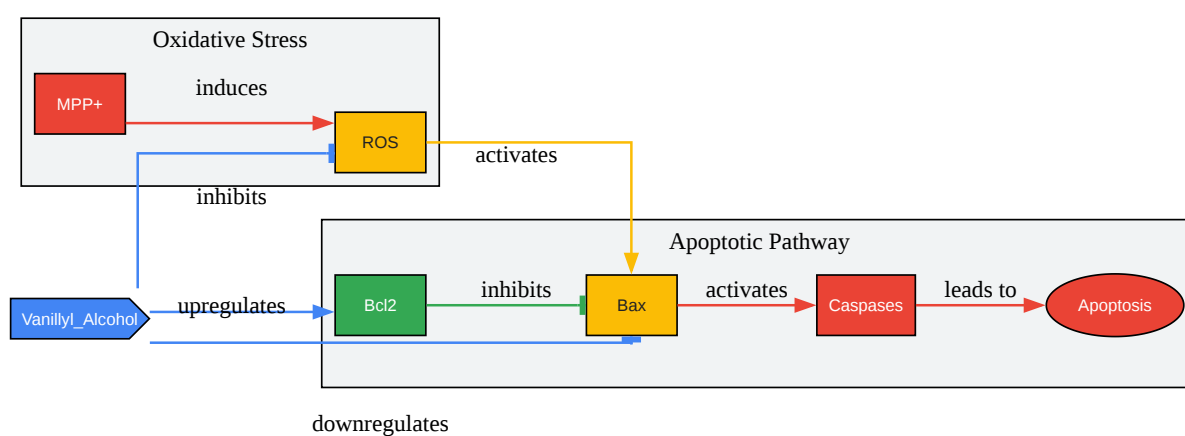 Oxidative Stress
MPP+
induces
ROS
activates
inhibits
Apoptotic Pathway
Vanillyl_Alcohol
upregulates
Bcl2
inhibits
Bax
activates
Caspases
leads to
Apoptosis
downregulates